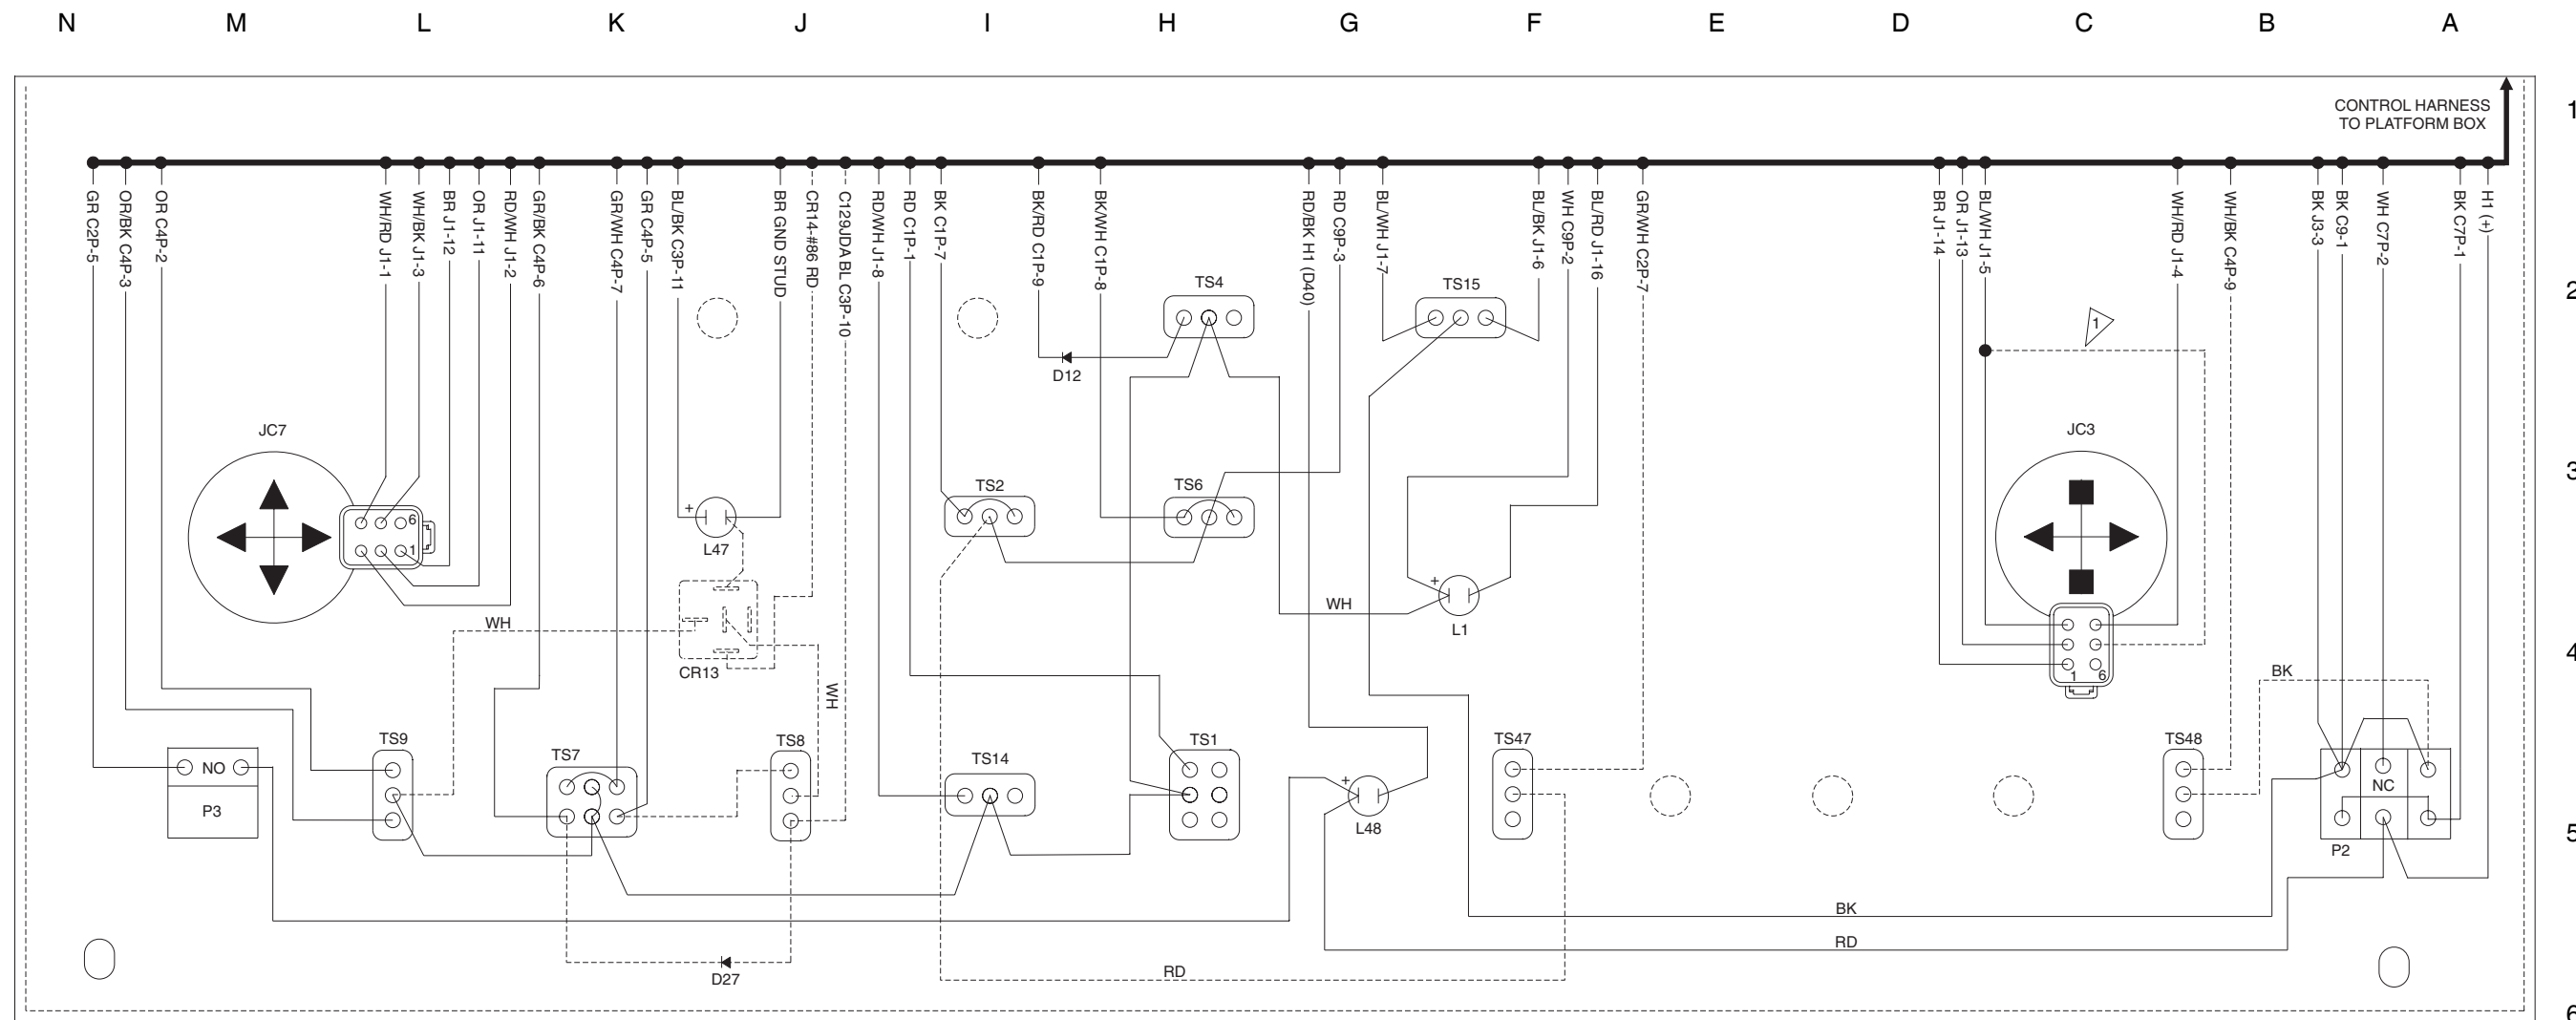 N M L K J I H G F E D C B A
CONTROL HARNESS
TO PLATFORM BOX
1
GR C2P-5
OR/BK C4P-3
OR C4P-2
WH/RD J1-1
WH/BK J1-3
BR J1-12
OR J1-11
RD/WH J1-2
GR/BK C4P-6
GR/WH C4P-7
GR C4P-5
BL/BK C3P-11
BR GND STUD
CR14-#86 RD
C129JDA BL C3P-10
RD/WH J1-8
RD C1P-1
BK C1P-7
BK/RD C1P-9
BK/WH C1P-8
RD/BK H1 (D40)
RD C9P-3
BL/WH J1-7
BL/BK J1-6
WH C9P-2
BL/RD J1-16
GR/WH C2P-7
BR J1-14
OR J1-13
BL/WH J1-5
WH/RD J1-4
WH/BK C4P-9
BK J3-3
BK C9-1
WH C7P-2
BK C7P-1
H1 (+)
2
TS4
TS15
1
D12
JC7
JC3
3
TS2
TS6
+
L47
6
1
+
L1
WH
WH
CR13
WH
1 6
4
BK
TS9
TS7
TS8
TS14
TS1
TS47
TS48
NO
P3
+
L48
NC
P2
5
BK
RD
RD
D27
6